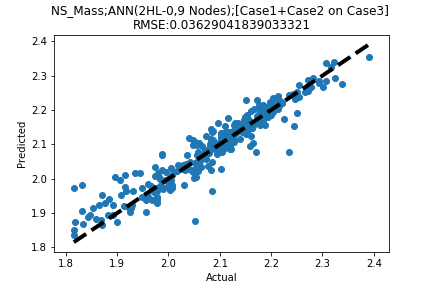 NS_Mass;ANN(2HL-0,9 Nodes);[Case1+Case2 on Case3]
RMSE:0.03629041839033321
2.4
2.3
2.2
2.1
2.0
1.9
1.8
Predicted
1.8 1.9 2.0 2.1 2.2 2.3 2.4
Actual